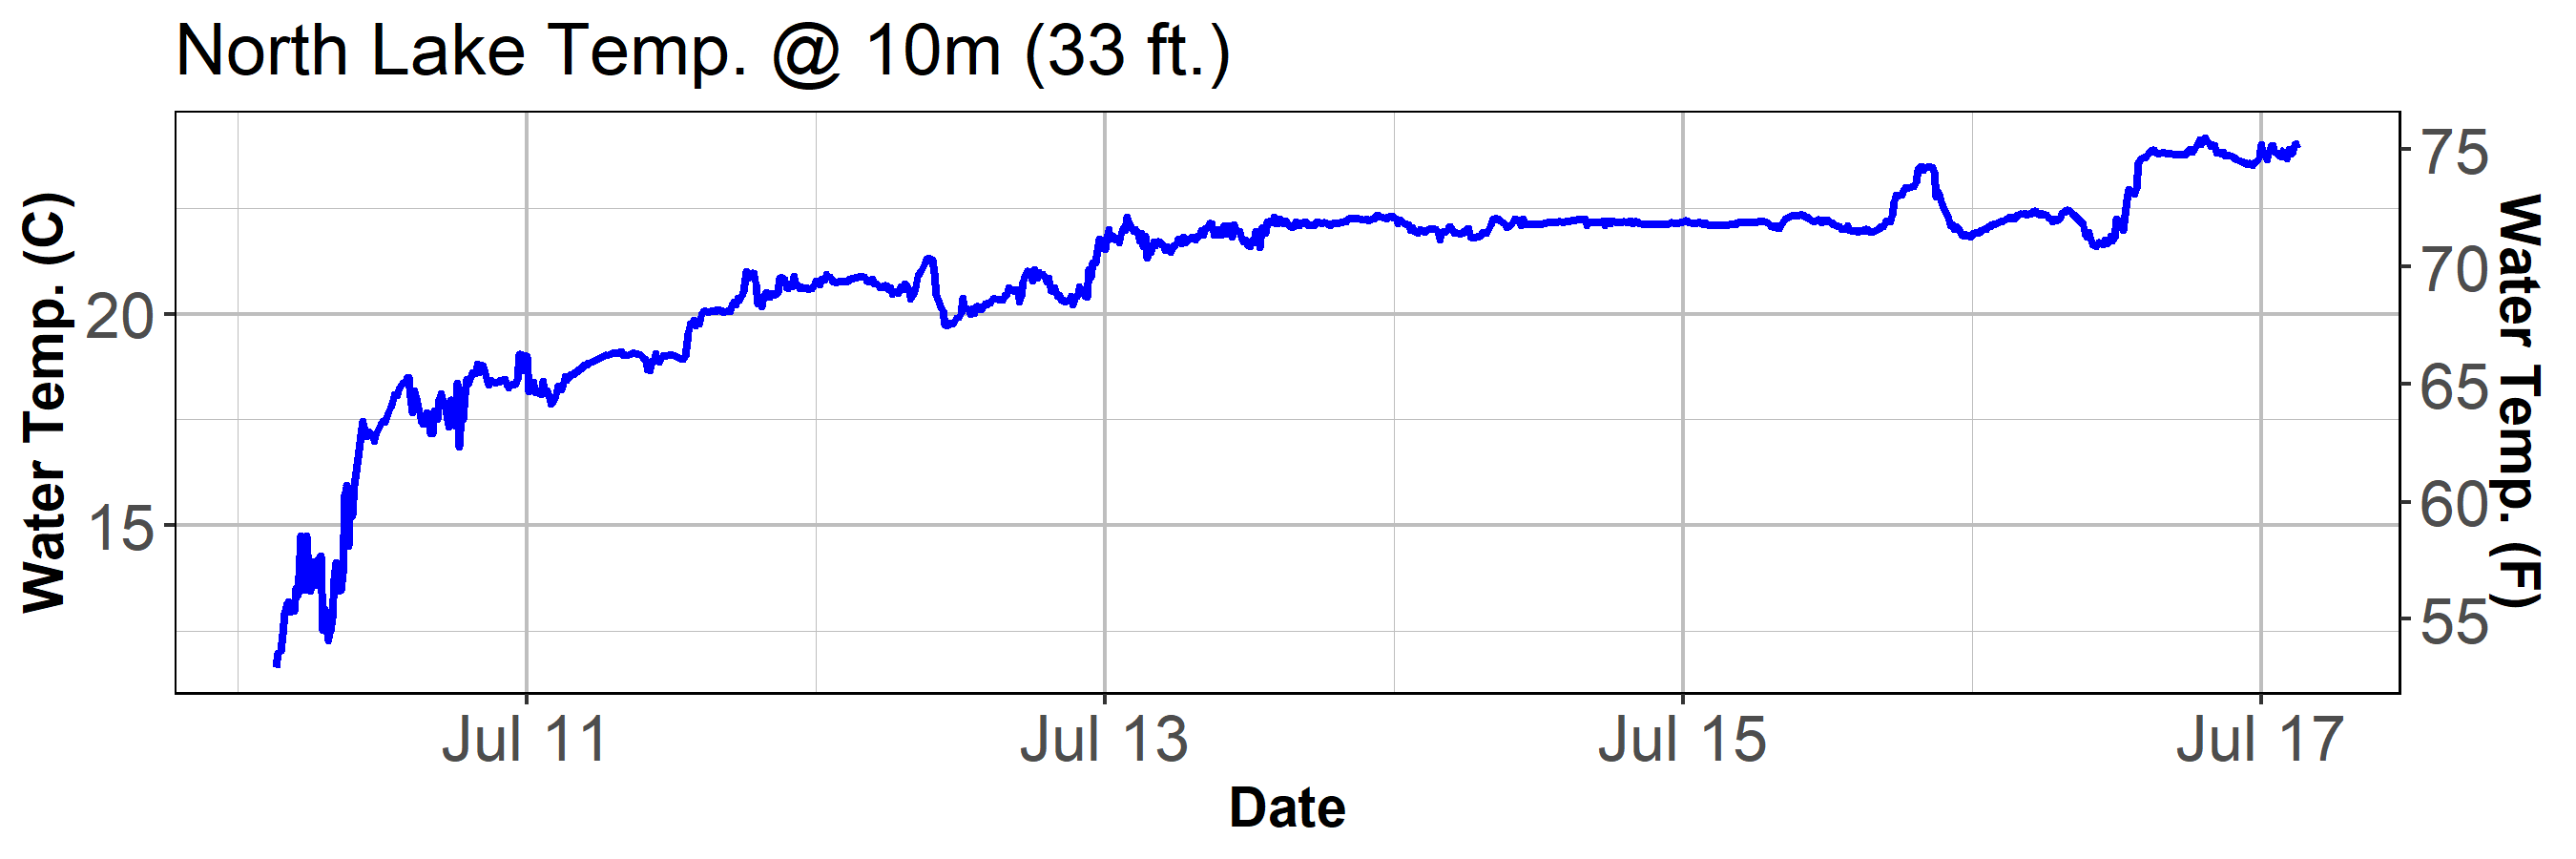 North Lake Temp. @ 10m (33 ft.)
Water Temp. (C)
20
15
75
70
65
60
55
Water Temp. (F)
Jul 11
Jul 13
Jul 15
Jul 17
Date